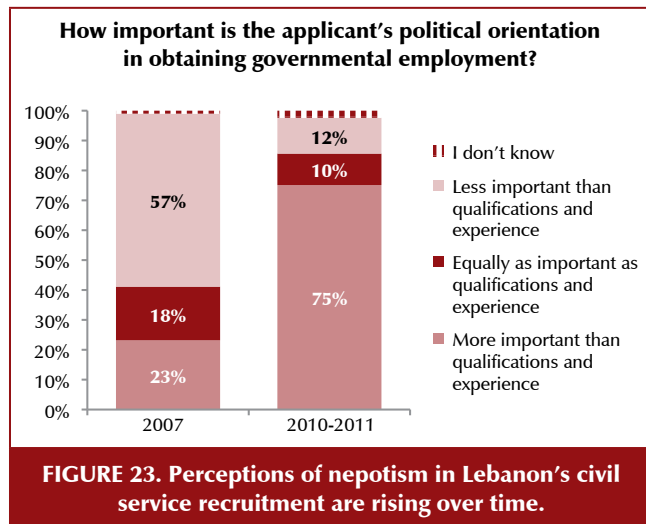 How important is the applicant's political orientation
in obtaining governmental employment?
100%
90%
80%
70%
60%
50%
40%
30%
20%
10%
0%
57%
18%
23%
12%
10%
75%
2007
2010-2011
I don't know
Less important than
qualifications and
experience
Equally as important as
qualifications and
experience
More important than
qualifications and
experience
FIGURE 23. Perceptions of nepotism in Lebanon's civil
service recruitment are rising over time.